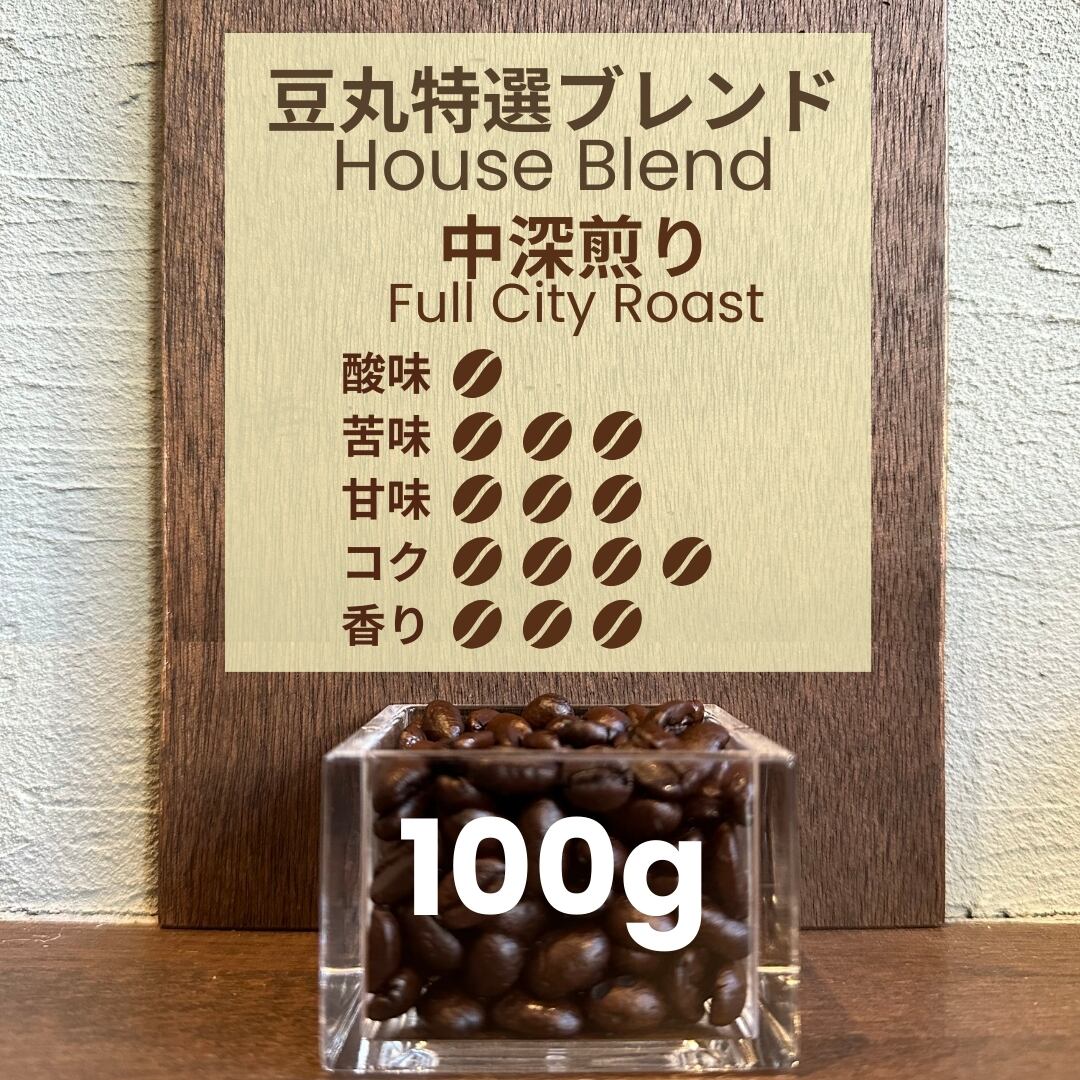 豆丸特選ブレンド
House Blend
中深煎り
Full City Roast
酸味
苦味
甘味
コク
香り
100g